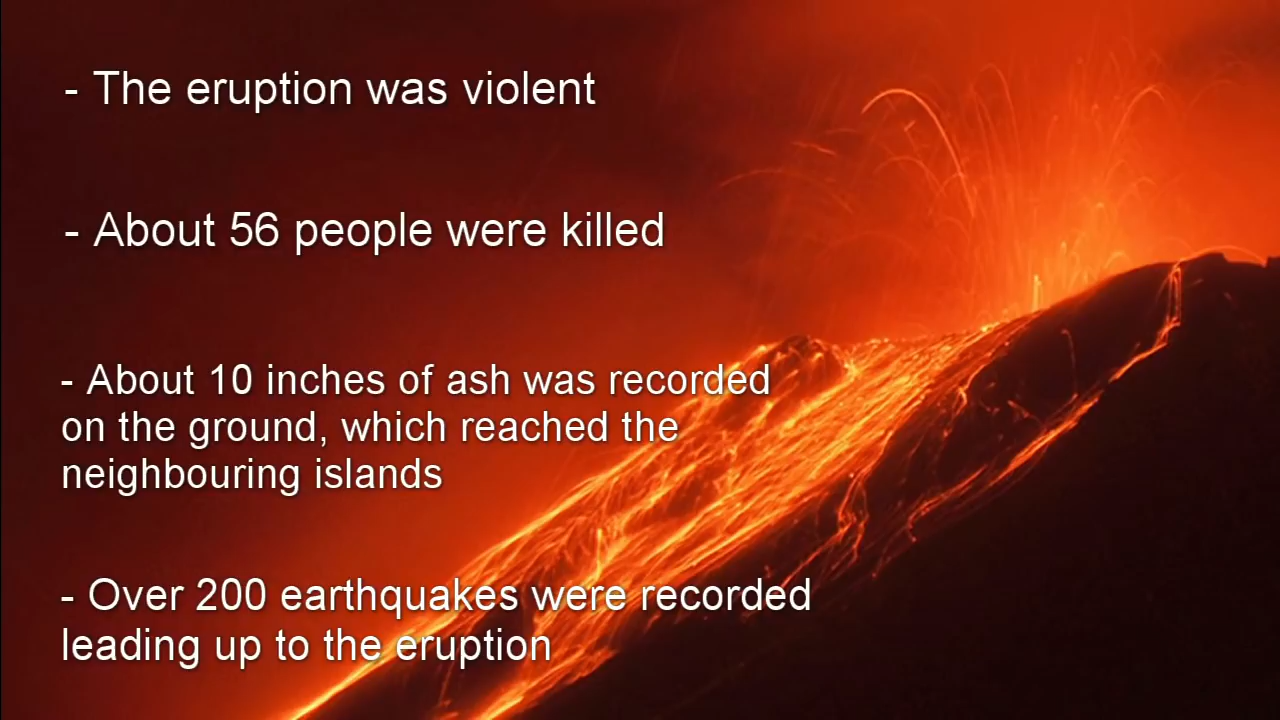 - The eruption was violent
- About 56 people were killed
- About 10 inches of ash was recorded
on the ground, which reached the
neighbouring islands
- Over 200 earthquakes were recorded
leading up to the eruption